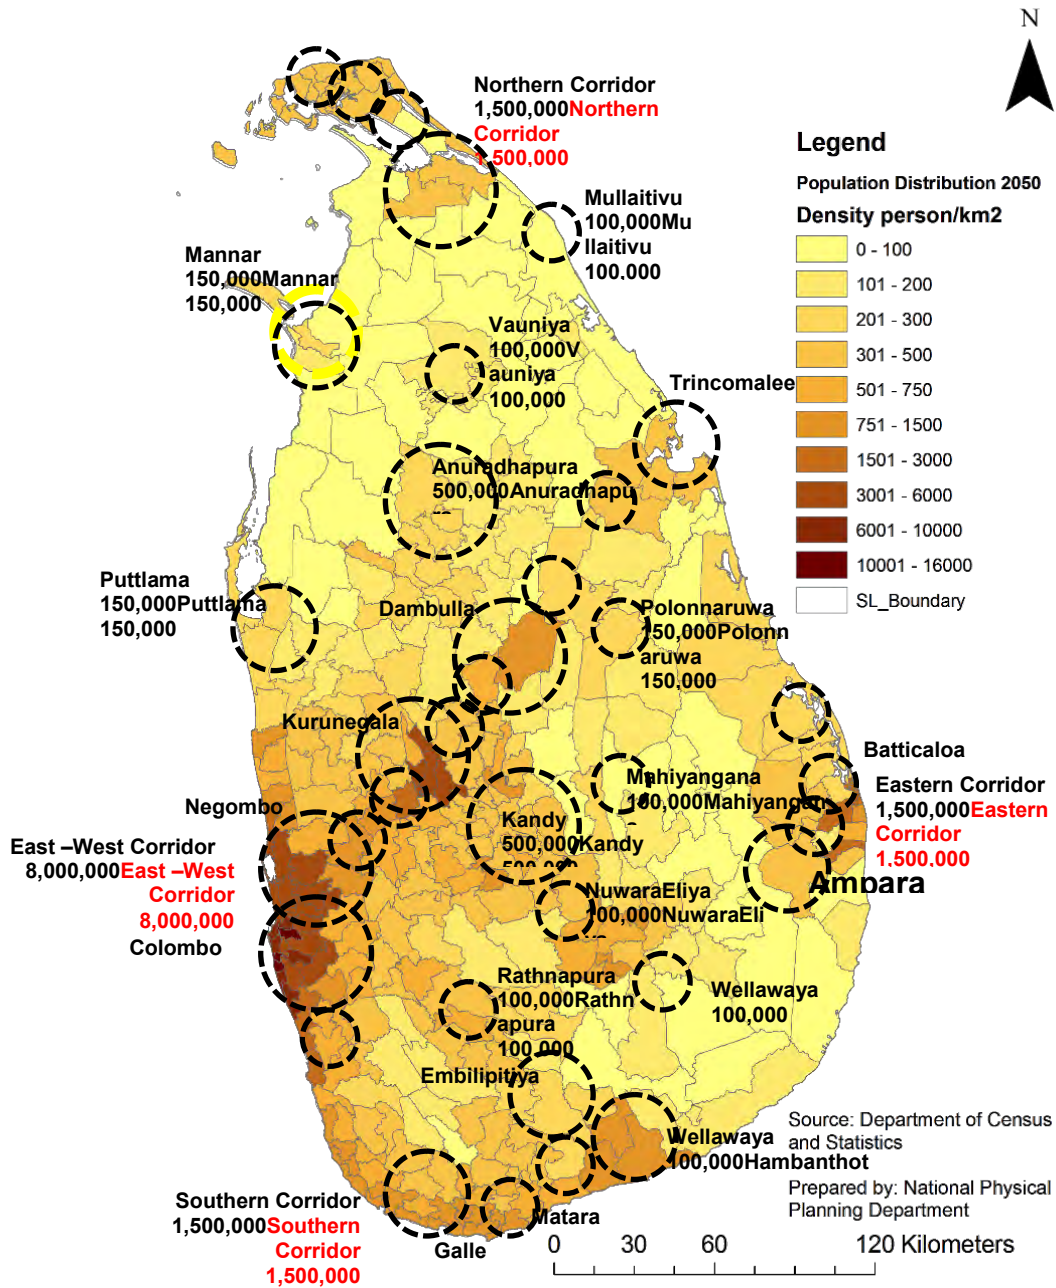 N
Northern Corridor
1,500,000Northern
Corridor
1,500,000
Legend
Population Distribution 2050
Density person/km2
0 - 100
101 - 200
201 - 300
301 - 500
501 - 750
751 - 1500
1501 - 3000
3001 - 6000
6001 - 10000
10001 - 16000
SL_Boundary
Mullaitivu
100,000Mu
llaitivu
100.000
Mannar
150,000Mannar
150,000
Vauniya
100,000V
auniya
100,000
Trincomalee
Anuradhapura
500,000Anuradhapu
Puttlama
150,000Puttlama
150,000
Dambulla
Polonnaruwa
150,000Polonn
aruwa
150.000
Kurunegala
Batticaloa
Mahiyangana
100,000Mahiyangan
Eastern Corridor
1,500,000Eastern
Corridor
1.500.000
Negombo
Kandy
500,000Kandy
500,000
East –West Corridor
8,000,000East –West
Corridor
8,000,000
Ampara
NuwaraEliya
100,000NuwaraEli
Colombo
Rathnapura
100,000Rathn
apura
100,000
Wellawaya
100,000
Embilipitiya
Wellawaya
100,000Hambanthot
Source: Department of Census
and Statistics
Prepared by: National Physical
Planning Department
Southern Corridor
1,500,000Southern
Corridor
1,500,000
Matara
Galle
0 30 60 120 Kilometers